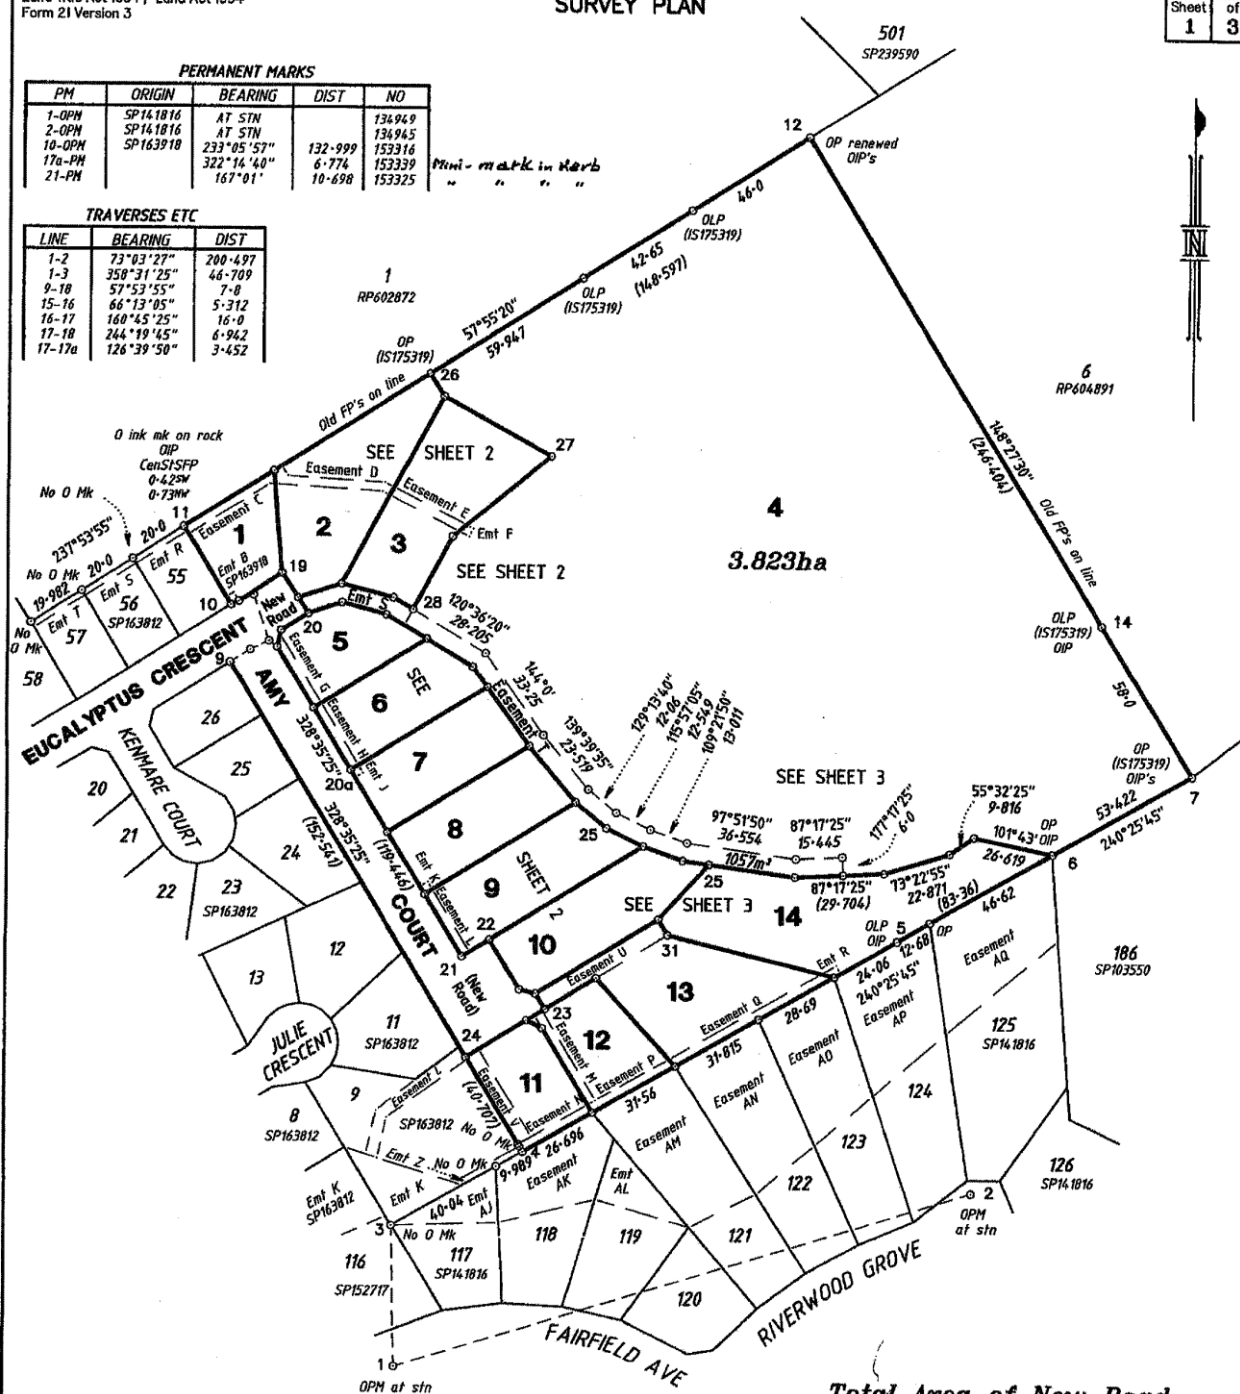 Form 21 Version 3
SURVEY PLAN
Sheet of
1 3
PERMANENT MARKS
PM ORIGIN BEARING DIST NO
1-OPM SP141816 AT STN 134949
2-OPM SP141816 AT STN 134945
10-OPM SP163918 233°05'57" 132·999 153316
17a-PM 322°14'40" 6·774 153339 Mini-mark in Kerb
21-PM 167°01' 10·698 153325 " " " "
TRAVERSES ETC
LINE BEARING DIST
1-2 73°03'27" 200·497
1-3 358°31'25" 46·709
9-18 57°53'55" 7·8
15-16 66°13'05" 5·312
16-17 160°45'25" 16·0
17-18 244°19'45" 6·942
17-17a 126°39'50" 3·452
501
SP239590
12
OP renewed
OIP's
46·0
OLP
(IS175319)
42·65
(148·597)
OLP
(IS175319)
57°55'20"
59·947
1
RP602872
OP
(IS175319)
26
Old FP's on line
N
6
RP604891
148°27'30"
(246·404)
Old FP's on line
OLP
(IS175319)
OIP
14
58·0
OP
(IS175319)
OIP's
7
53·422
240°25'45"
O ink mk on rock
OIP
CenStSFP
0·42SW
0·73NW
No O Mk
11
237°53'55"
20·0
20·0
19·982
No O Mk
No O Mk
Emt R
55
Emt S
56
SP163812
Emt T
57
58
SEE SHEET 2
Easement D
Easement C
Easement E
Emt F
27
1
2
3
4
3.823ha
Emt B
SP163918
19
10
New Road
20
Emt S
28
SEE SHEET 2
120°36'20"
28·205
144°0'
33·25
139°39'35"
23·519
129°13'40"
12·06
115°57'05"
12·549
109°21'50"
13·011
SEE SHEET 3
97°51'50"
36·554
87°17'25"
15·445
177°17'25"
6·0
55°32'25"
9·816
101°43'
26·619
OP
OIP
6
1057m²
87°17'25"
(29·704)
73°22'55"
22·871
(83·36)
46·62
5
6
7
8
9
10
11
12
13
14
SEE
SHEET 2
SEE SHEET 3
Easement G
Easement H
Emt J
Emt K
Easement L
Easement T
Easement U
25
25
31
20a
22
21
23
24
9
EUCALYPTUS CRESCENT
AMY
COURT
(New Road)
328°35'25"
328°35'25"
(152·541)
(119·446)
KENMARE COURT
26
25
24
20
21
22
23
SP163812
12
13
11
SP163812
JULIE
CRESCENT
9
8
SP163812
Easement L
SP163812
No O Mk
Easement V
(40·707)
Easement M
Easement N
Easement P
Easement Q
Emt R
OLP
OIP
5
OP
12·68
24·06
240°25'45"
28·69
31·815
31·56
26·696
4
9·989
40·04
Emt Z
No O Mk
Emt K
Emt K
SP163812
Emt AJ
3
No O Mk
Easement AK
Emt AL
Easement AM
Easement AN
Easement AO
Easement AP
Easement AQ
186
SP103550
125
SP141816
124
123
122
121
120
119
118
117
SP141816
116
SP152717
126
SP141816
2
OPM
at stn
RIVERWOOD GROVE
FAIRFIELD AVE
1
OPM at stn
Total Area of New Road